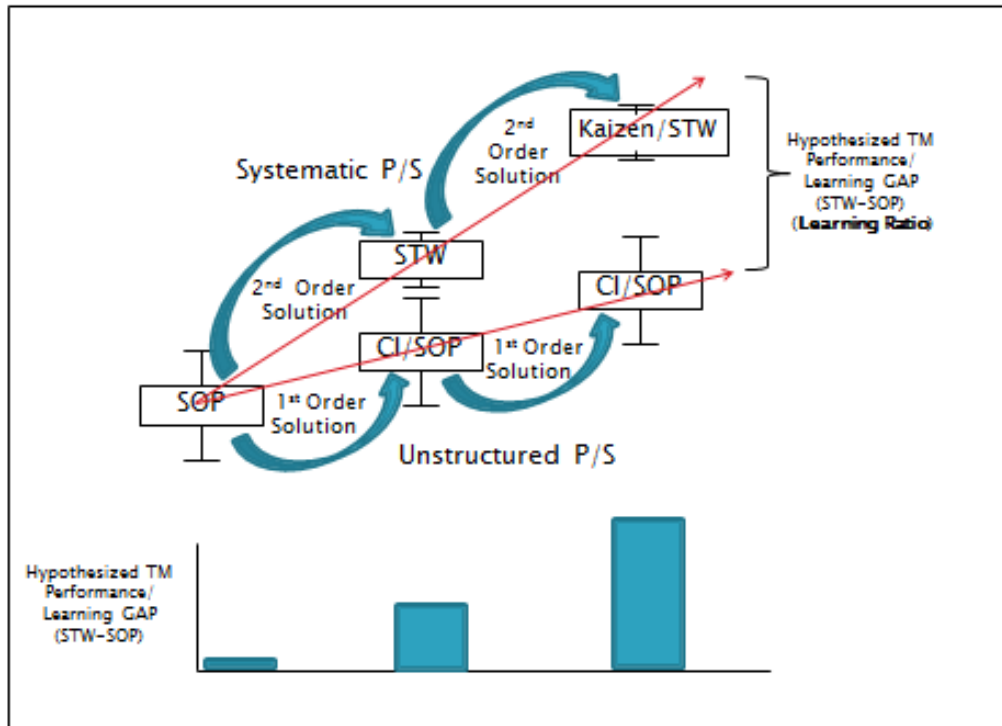 2nd
Order
Solution
Kaizen/STW
Hypothesized TM
Performance/
Learning GAP
(STW-SOP)
(Learning Ratio)
Systematic P/S
STW
2nd Order
Solution
CI/SOP
CI/SOP
1st Order
Solution
SOP
1st Order
Solution
Unstructured P/S
Hypothesized TM
Performance/
Learning GAP
(STW-SOP)